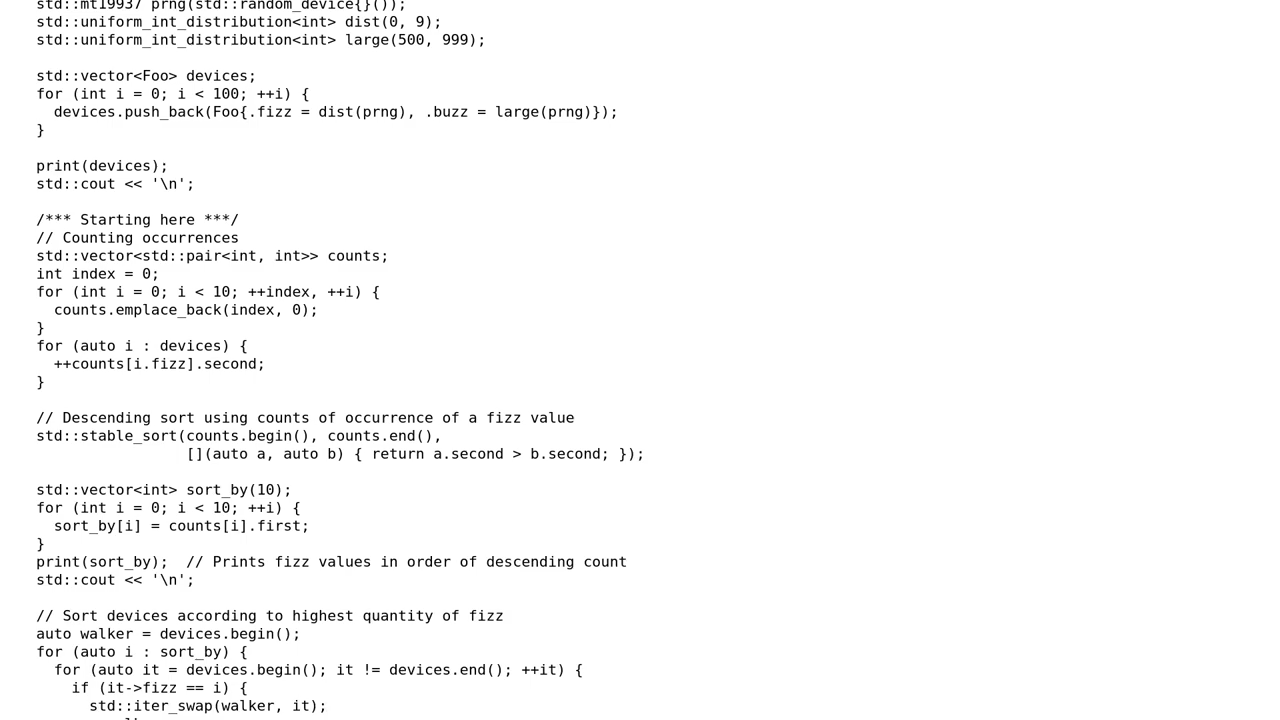 std::mt19937 prng(std::random_device{}());
std::uniform_int_distribution<int> dist(0, 9);
std::uniform_int_distribution<int> large(500, 999);
std::vector<Foo> devices;
for (int i = 0; i < 100; ++i) {
devices.push_back(Foo{.fizz = dist(prng), .buzz = large(prng)});
}
print(devices);
std::cout << '\n';
/*** Starting here ***/
// Counting occurrences
std::vector<std::pair<int, int>> counts;
int index = 0;
for (int i = 0; i < 10; ++index, ++i) {
counts.emplace_back(index, 0);
}
for (auto i : devices) {
++counts[i.fizz].second;
}
// Descending sort using counts of occurrence of a fizz value
std::stable_sort(counts.begin(), counts.end(),
[](auto a, auto b) { return a.second > b.second; });
std::vector<int> sort_by(10);
for (int i = 0; i < 10; ++i) {
sort_by[i] = counts[i].first;
}
print(sort_by);  // Prints fizz values in order of descending count
std::cout << '\n';
// Sort devices according to highest quantity of fizz
auto walker = devices.begin();
for (auto i : sort_by) {
for (auto it = devices.begin(); it != devices.end(); ++it) {
if (it->fizz == i) {
std::iter_swap(walker, it);